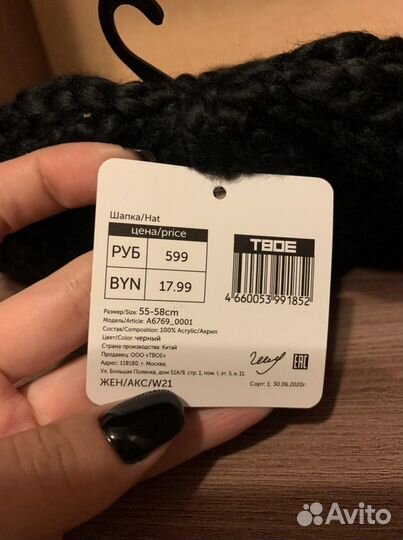 Шапка/Hat
цена/price
РУБ 599
BYN 17.99
ТВОЕ
4 660053 991852
Размер/Size: 55-58cm
Модель/Article: A6769_0001
Состав/Composition: 100% Acrylic/Акрил
Цвет/Color: черный
Страна производства: Китай
Продавец: ООО «ТВОЕ»
Адрес: 119180, г. Москва,
Ул. Большая Полянка, дом 51А/9, стр. 1, пом. I, эт. 5, к. 11
ЖЕН/АКС/W21
EAC
Сорт: 1; 30.06.2020г.
Avito